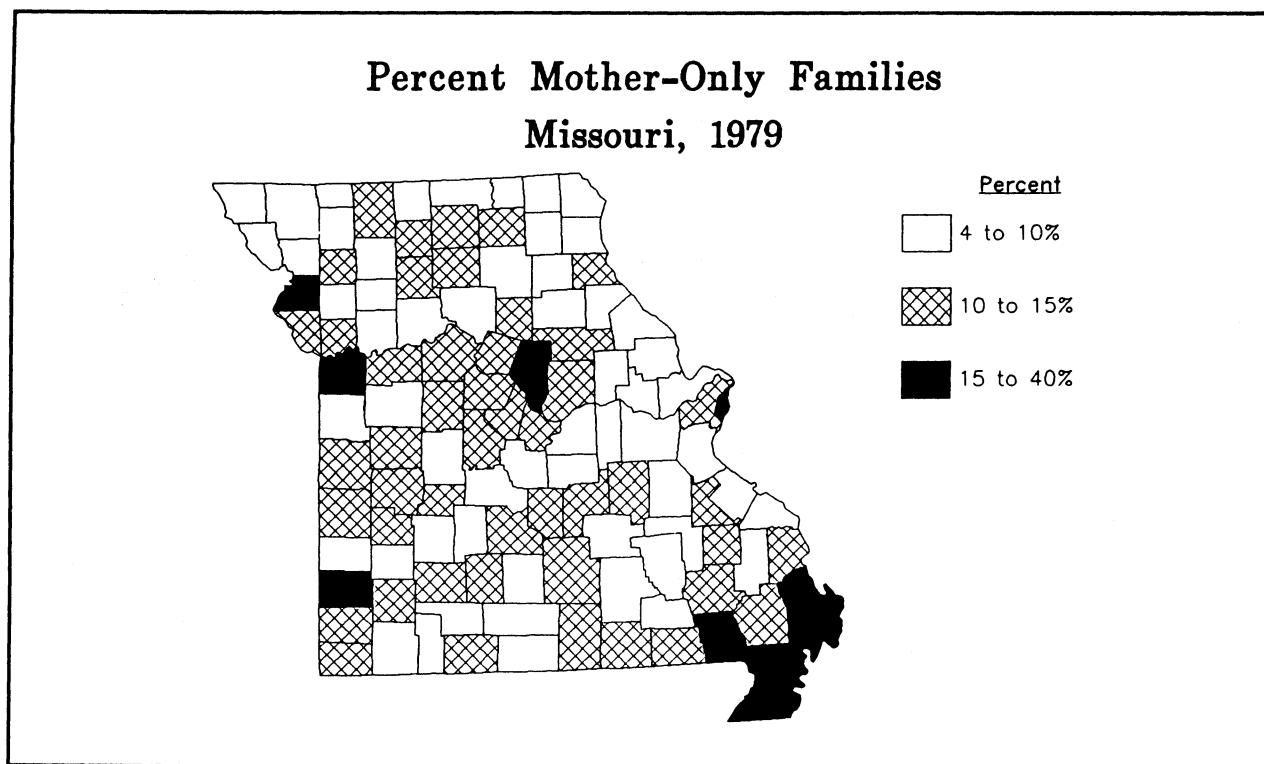 Percent Mother-Only Families
Missouri, 1979
Percent
4 to 10%
10 to 15%
15 to 40%